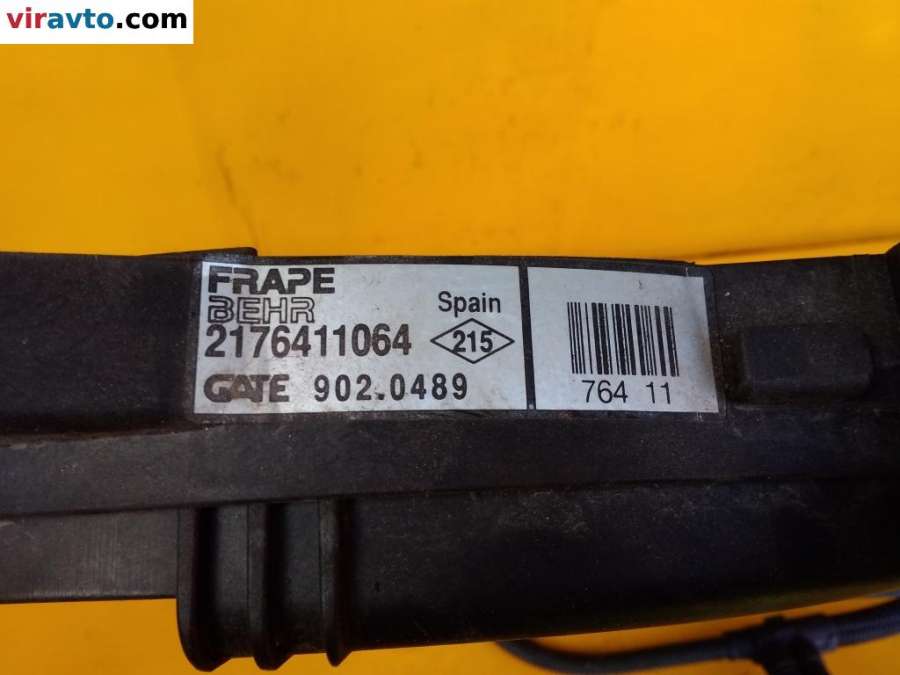 viravto.com
FRAPE
BEHR
Spain
2176411064
215
GATE 902.0489
764 11